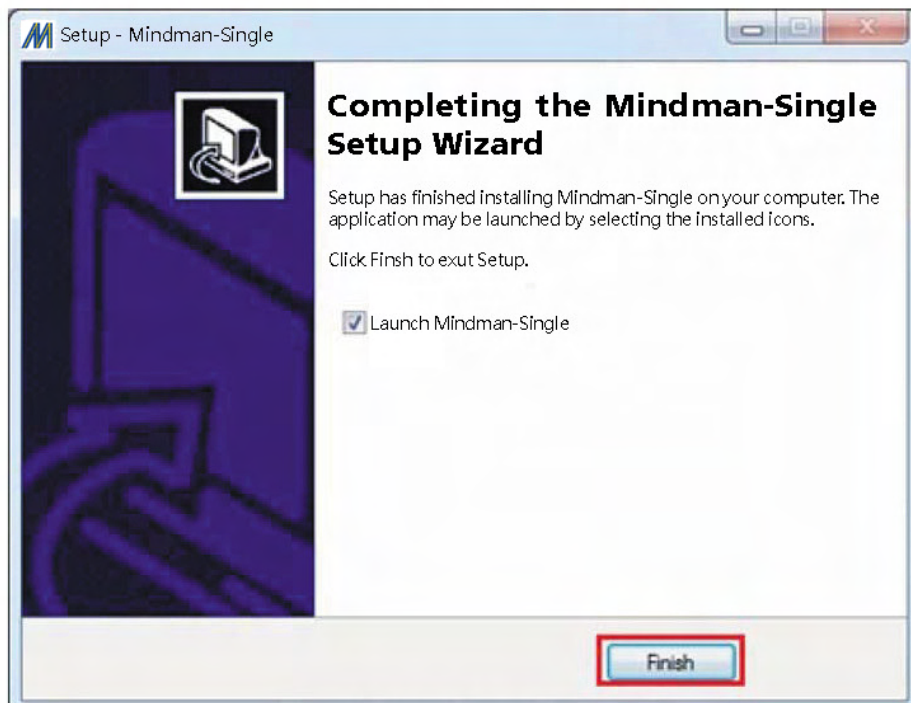 Setup - Mindman-Single
Completing the Mindman-Single
Setup Wizard
Setup has finished installing Mindman-Single on your computer. The
application may be launched by selecting the installed icons.
Click Finsh to exut Setup.
Launch Mindman-Single
Finish